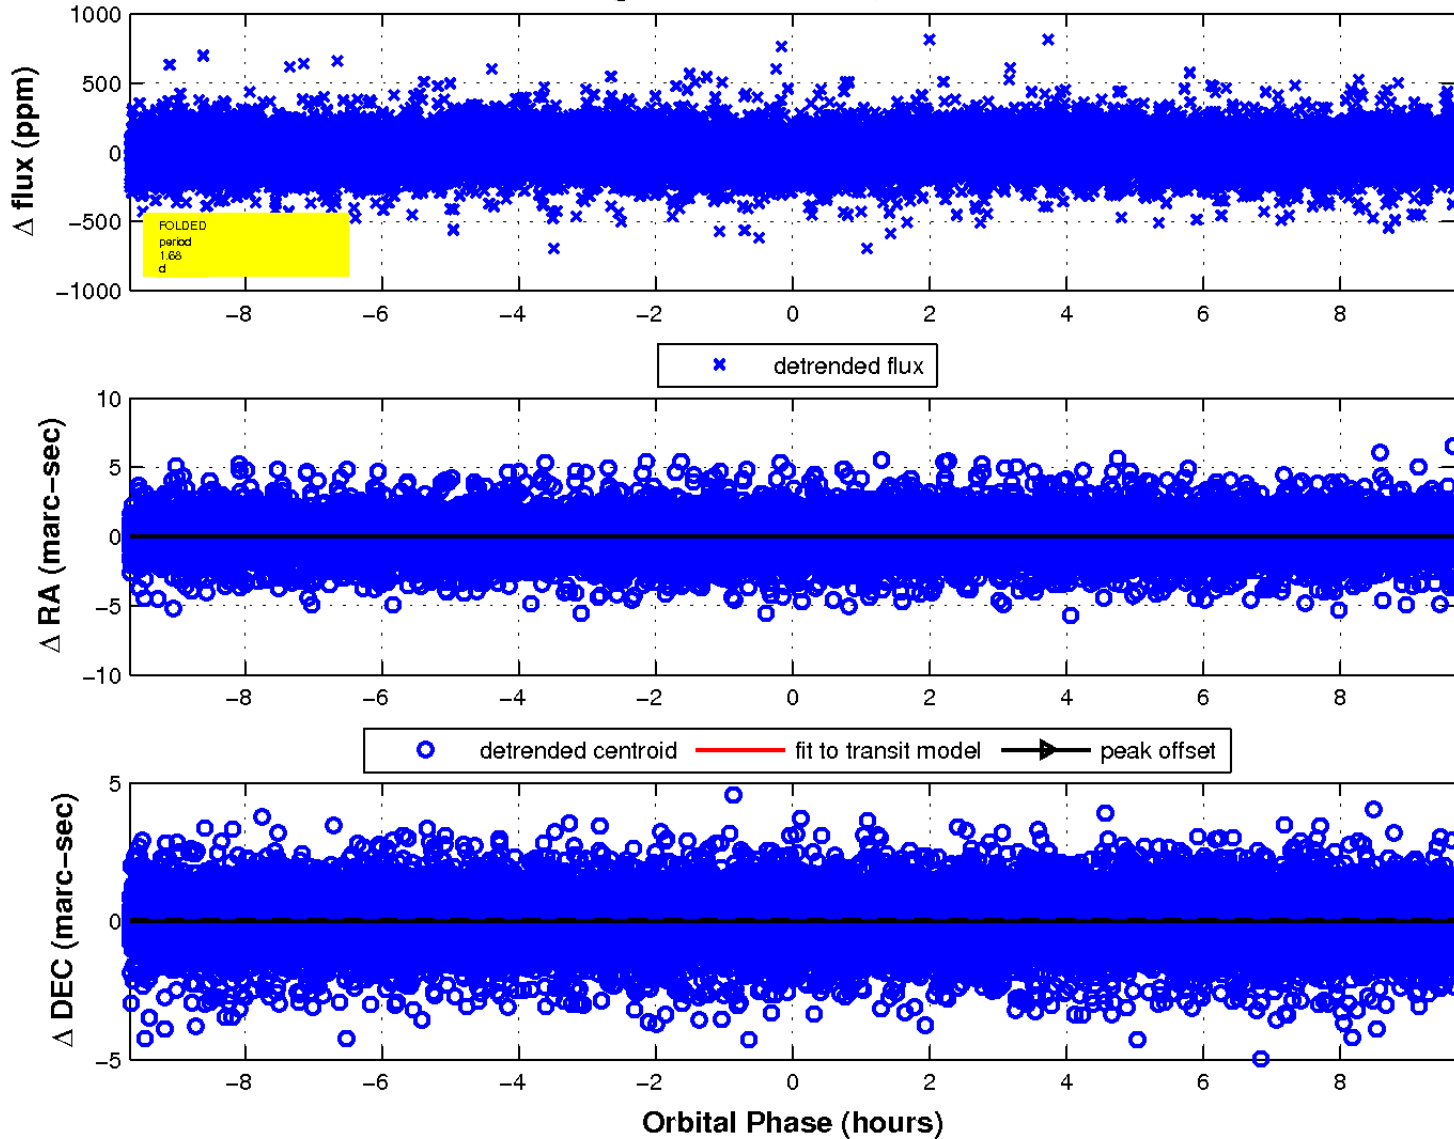 1000
500
0
−500
−1000
Δ flux (ppm)
FOLDED
period
1.68
d
−8 −6 −4 −2 0 2 4 6 8
detrended flux
10
5
0
−5
−10
Δ RA (marc−sec)
−8 −6 −4 −2 0 2 4 6 8
detrended centroid fit to transit model peak offset
5
0
−5
Δ DEC (marc−sec)
−8 −6 −4 −2 0 2 4 6 8
Orbital Phase (hours)